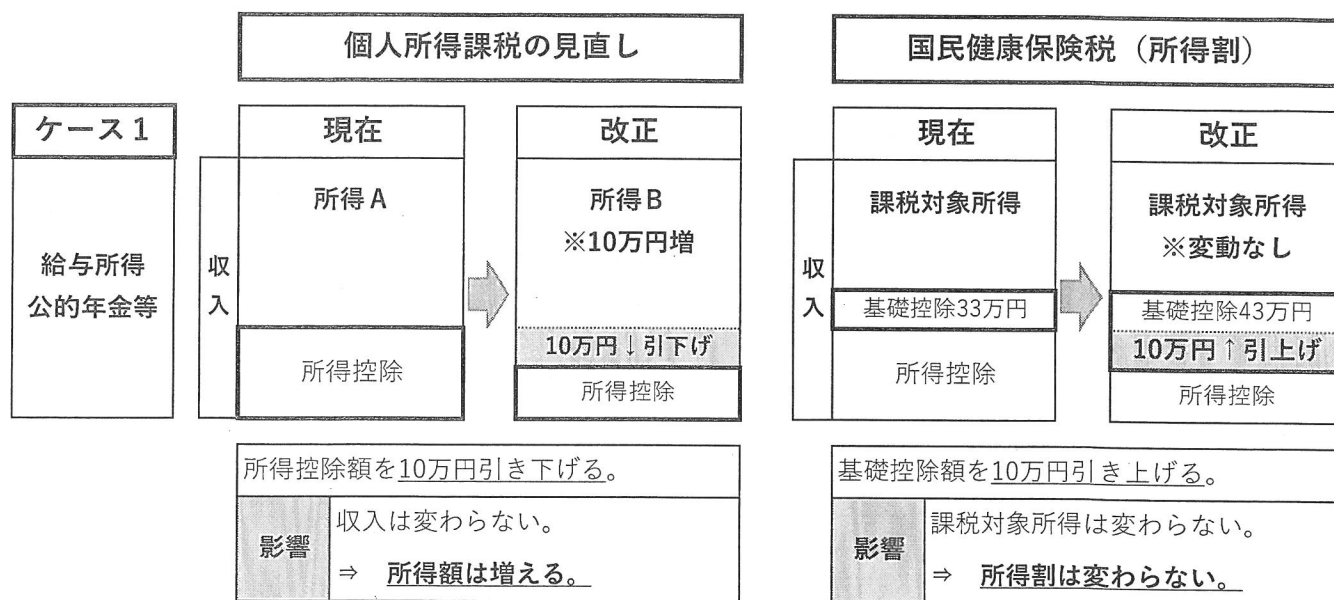 個人所得課税の見直し
国民健康保険税（所得割）
ケース１
現在
改正
現在
改正
給与所得
公的年金等
収
入
所得Ａ
所得控除
所得Ｂ
※10万円増
10万円↓引下げ
所得控除
収
入
課税対象所得
基礎控除33万円
所得控除
課税対象所得
※変動なし
基礎控除43万円
10万円↑引上げ
所得控除
所得控除額を10万円引き下げる。
影響
収入は変わらない。
⇒ 所得額は増える。
基礎控除額を10万円引き上げる。
影響
課税対象所得は変わらない。
⇒ 所得割は変わらない。